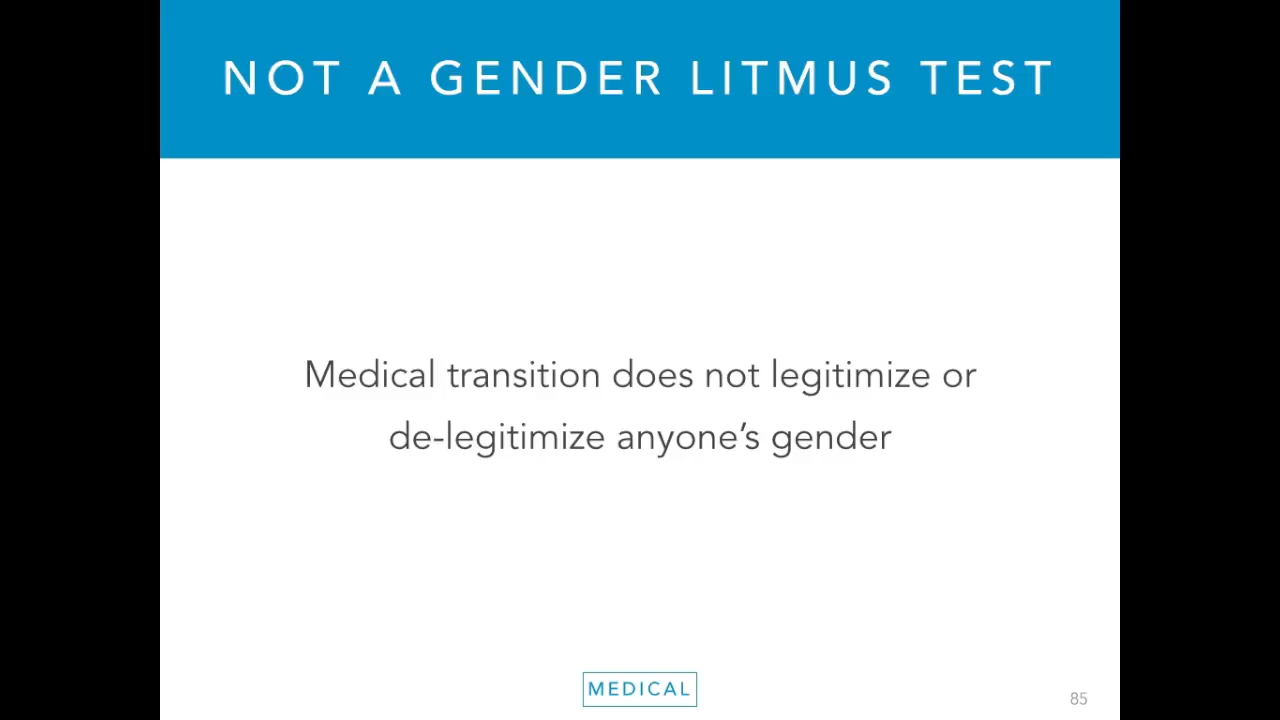 NOT A GENDER LITMUS TEST
Medical transition does not legitimize or
de-legitimize anyone’s gender
MEDICAL
85